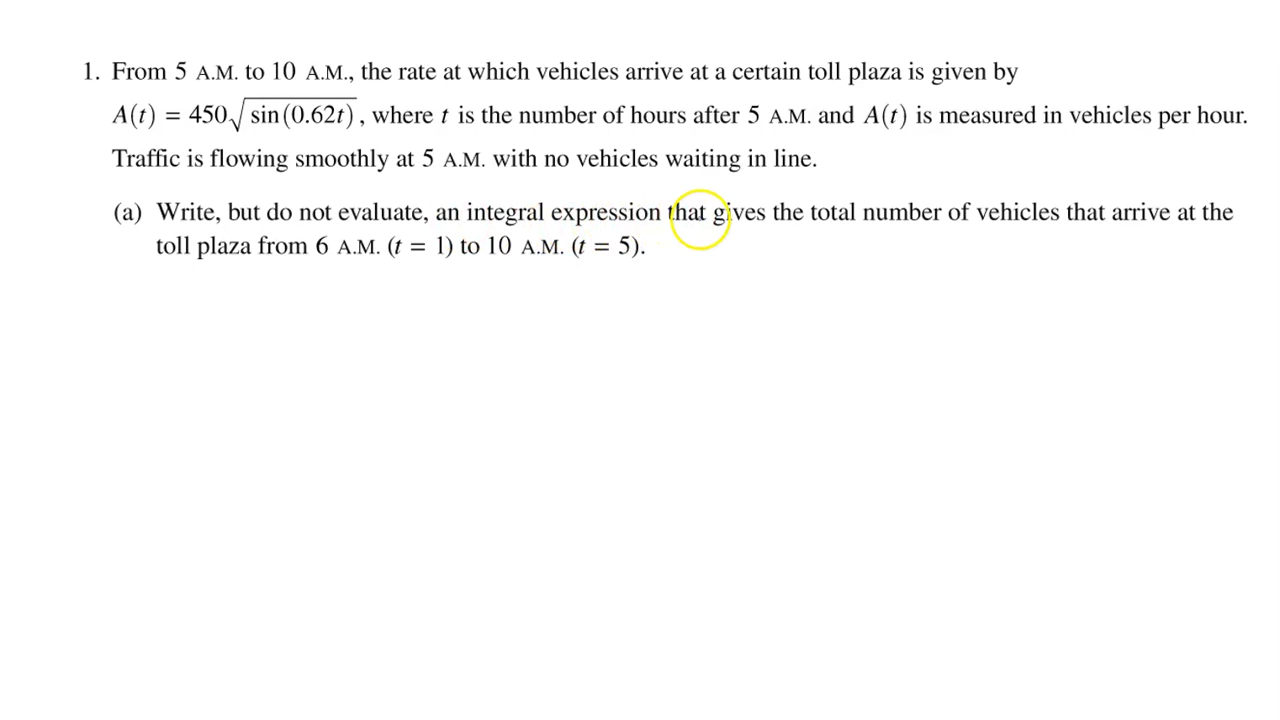 1. From 5 A.M. to 10 A.M., the rate at which vehicles arrive at a certain toll plaza is given by
A(t) = 450√sin(0.62t), where t is the number of hours after 5 A.M. and A(t) is measured in vehicles per hour.
Traffic is flowing smoothly at 5 A.M. with no vehicles waiting in line.
(a) Write, but do not evaluate, an integral expression that gives the total number of vehicles that arrive at the
toll plaza from 6 A.M. (t = 1) to 10 A.M. (t = 5).